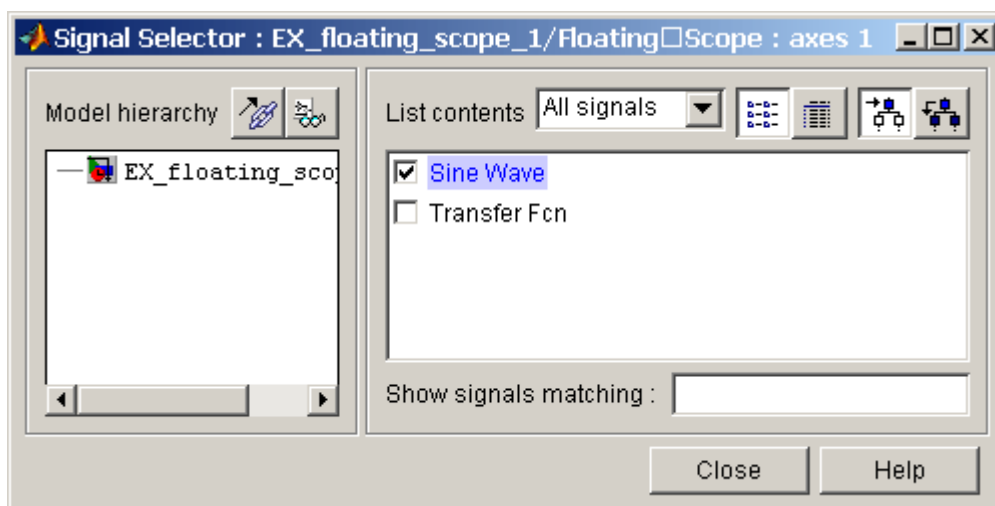 Signal Selector : EX_floating_scope_1/Floating□Scope : axes 1
Model hierarchy
EX_floating_sco
List contents
All signals
Sine Wave
Transfer Fcn
Show signals matching :
Close
Help